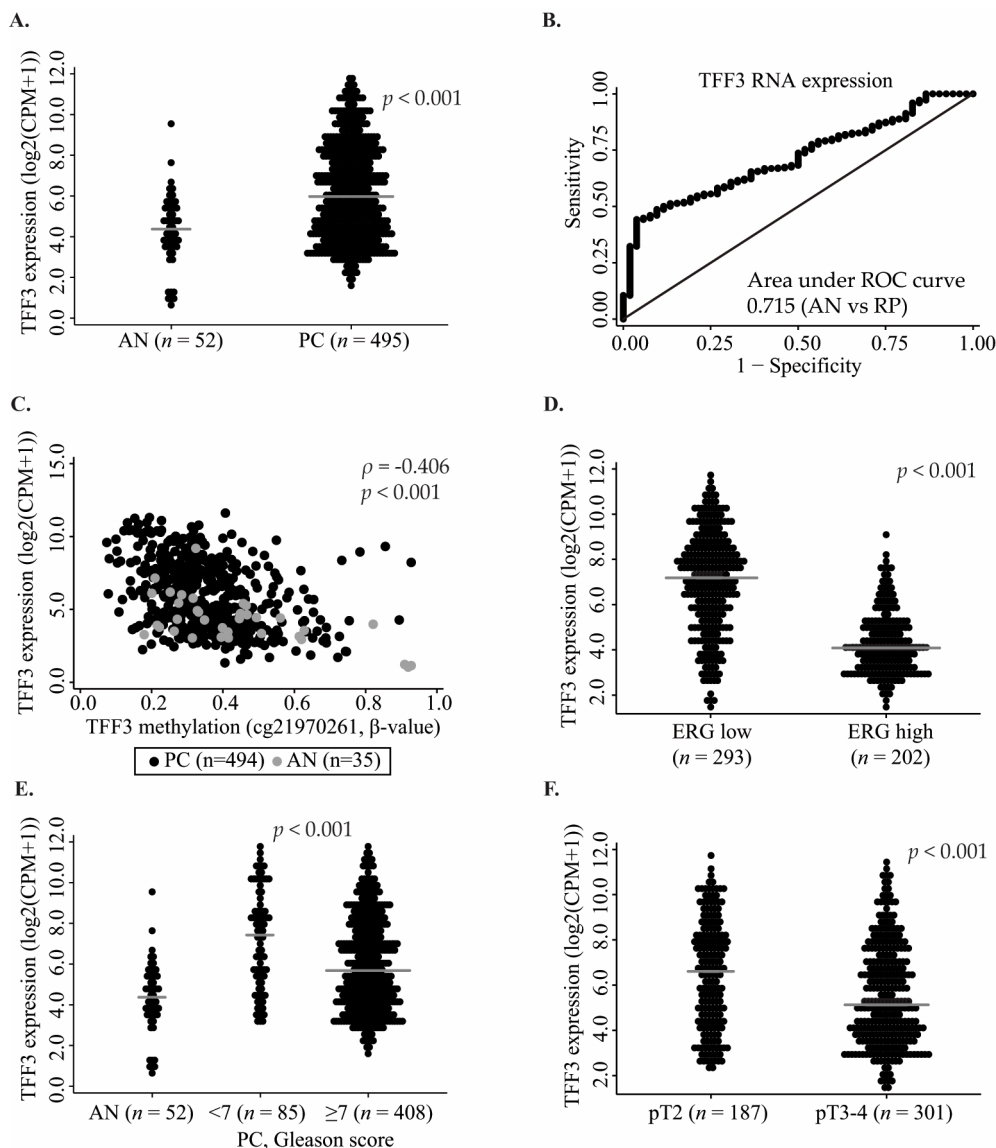 A.
TFF3 expression (log2(CPM+1))
12.0
10.0
8.0
6.0
4.0
2.0
0.0
p < 0.001
AN (n = 52)
PC (n = 495)
B.
TFF3 RNA expression
Sensitivity
1.00
0.75
0.50
0.25
0.00
Area under ROC curve
0.715 (AN vs RP)
0.00 0.25 0.50 0.75 1.00
1 − Specificity
C.
TFF3 expression (log2(CPM+1))
15.0
10.0
5.0
0.0
ρ = -0.406
p < 0.001
0.0 0.2 0.4 0.6 0.8 1.0
TFF3 methylation (cg21970261, β-value)
PC (n=494) AN (n=35)
D.
TFF3 expression (log2(CPM+1))
12.0
10.0
8.0
6.0
4.0
2.0
p < 0.001
ERG low
(n = 293)
ERG high
(n = 202)
E.
TFF3 expression (log2(CPM+1))
12.0
10.0
8.0
6.0
4.0
2.0
0.0
p < 0.001
AN (n = 52) <7 (n = 85) ≥7 (n = 408)
PC, Gleason score
F.
TFF3 expression (log2(CPM+1))
12.0
10.0
8.0
6.0
4.0
2.0
p < 0.001
pT2 (n = 187)
pT3-4 (n = 301)